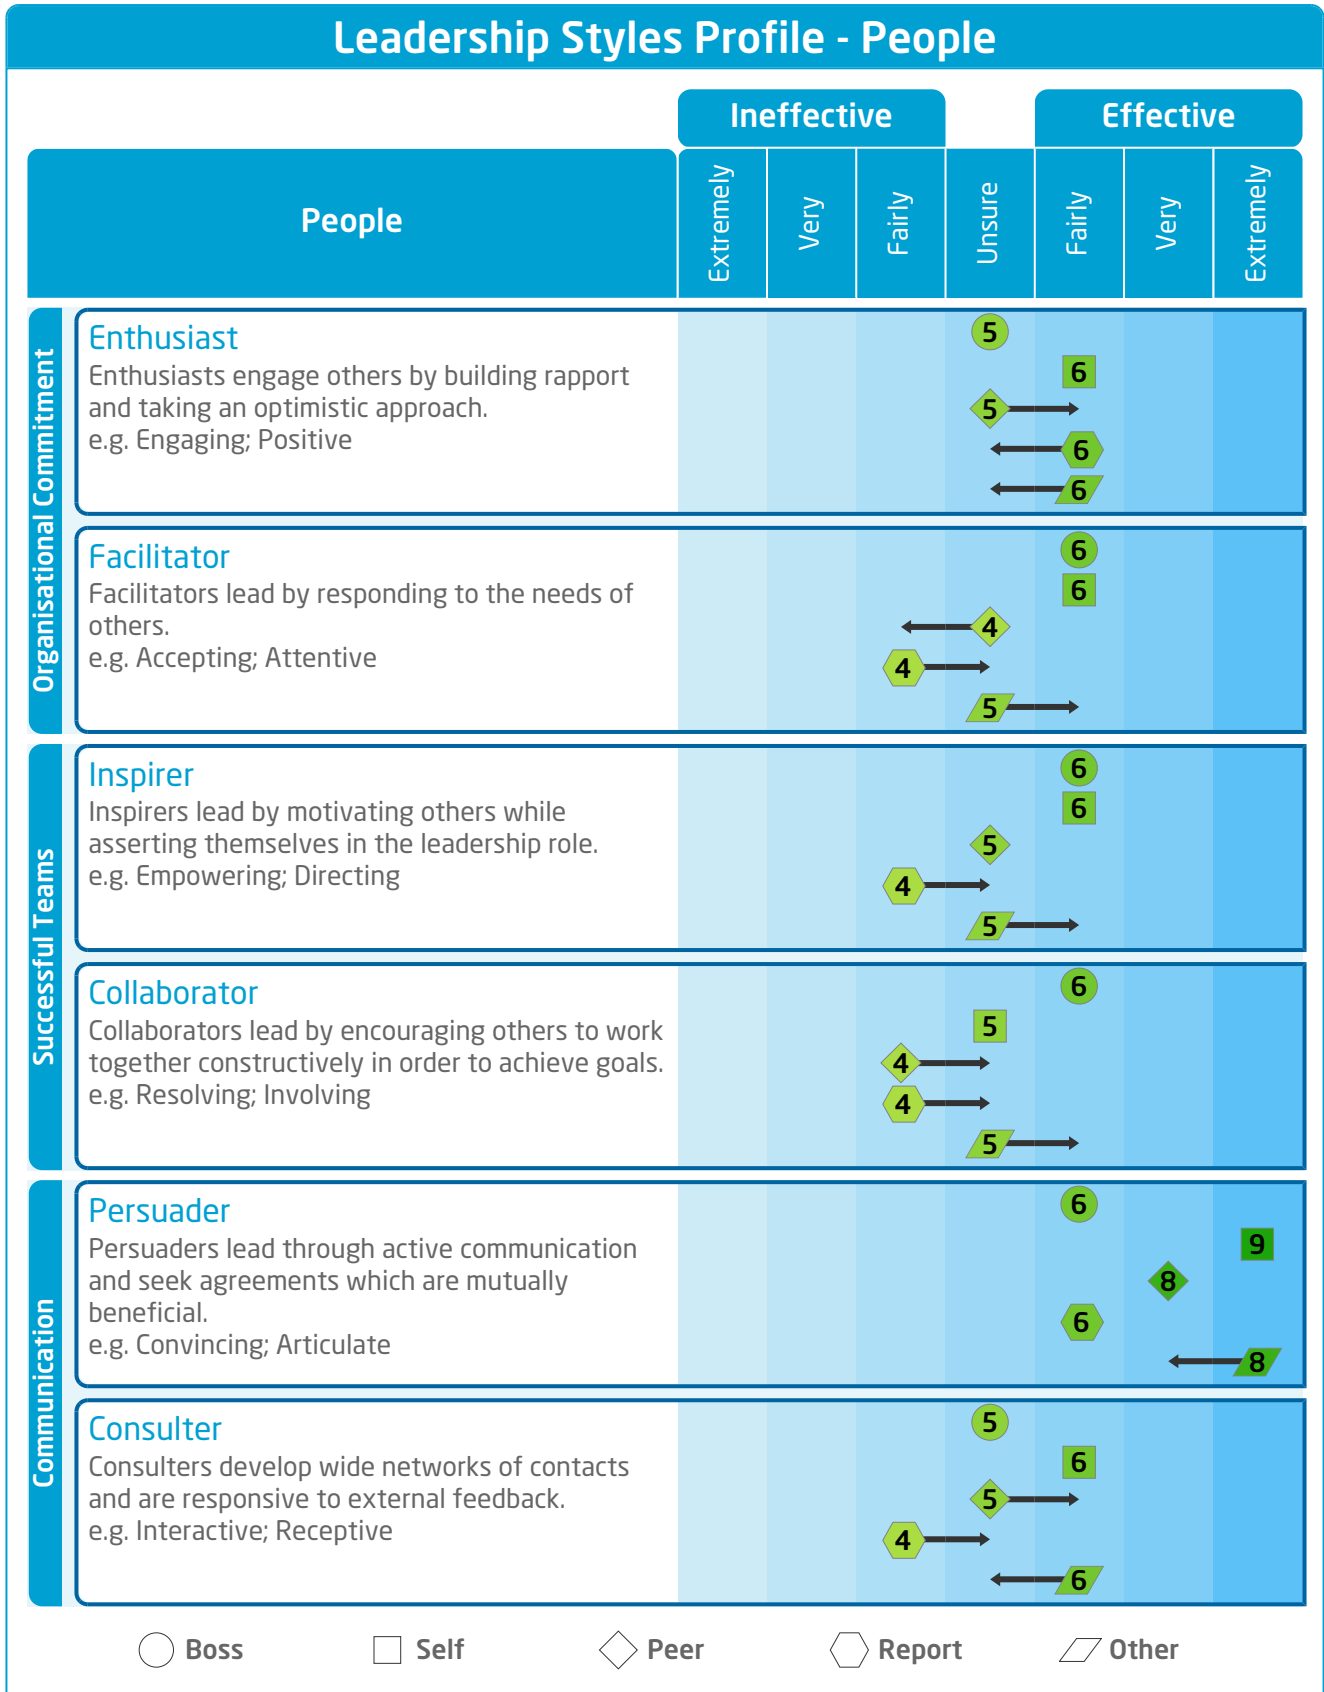 Leadership Styles Profile - People
Ineffective
Effective
People
Extremely
Very
Fairly
Unsure
Fairly
Very
Extremely
Organisational Commitment
Enthusiast
Enthusiasts engage others by building rapport
and taking an optimistic approach.
e.g. Engaging; Positive
5
6
5
6
6
Facilitator
Facilitators lead by responding to the needs of
others.
e.g. Accepting; Attentive
6
6
4
4
5
Successful Teams
Inspirer
Inspirers lead by motivating others while
asserting themselves in the leadership role.
e.g. Empowering; Directing
6
6
5
4
5
Collaborator
Collaborators lead by encouraging others to work
together constructively in order to achieve goals.
e.g. Resolving; Involving
6
5
4
4
5
Communication
Persuader
Persuaders lead through active communication
and seek agreements which are mutually
beneficial.
e.g. Convincing; Articulate
6
9
8
6
8
Consulter
Consulters develop wide networks of contacts
and are responsive to external feedback.
e.g. Interactive; Receptive
5
6
5
4
6
Boss
Self
Peer
Report
Other